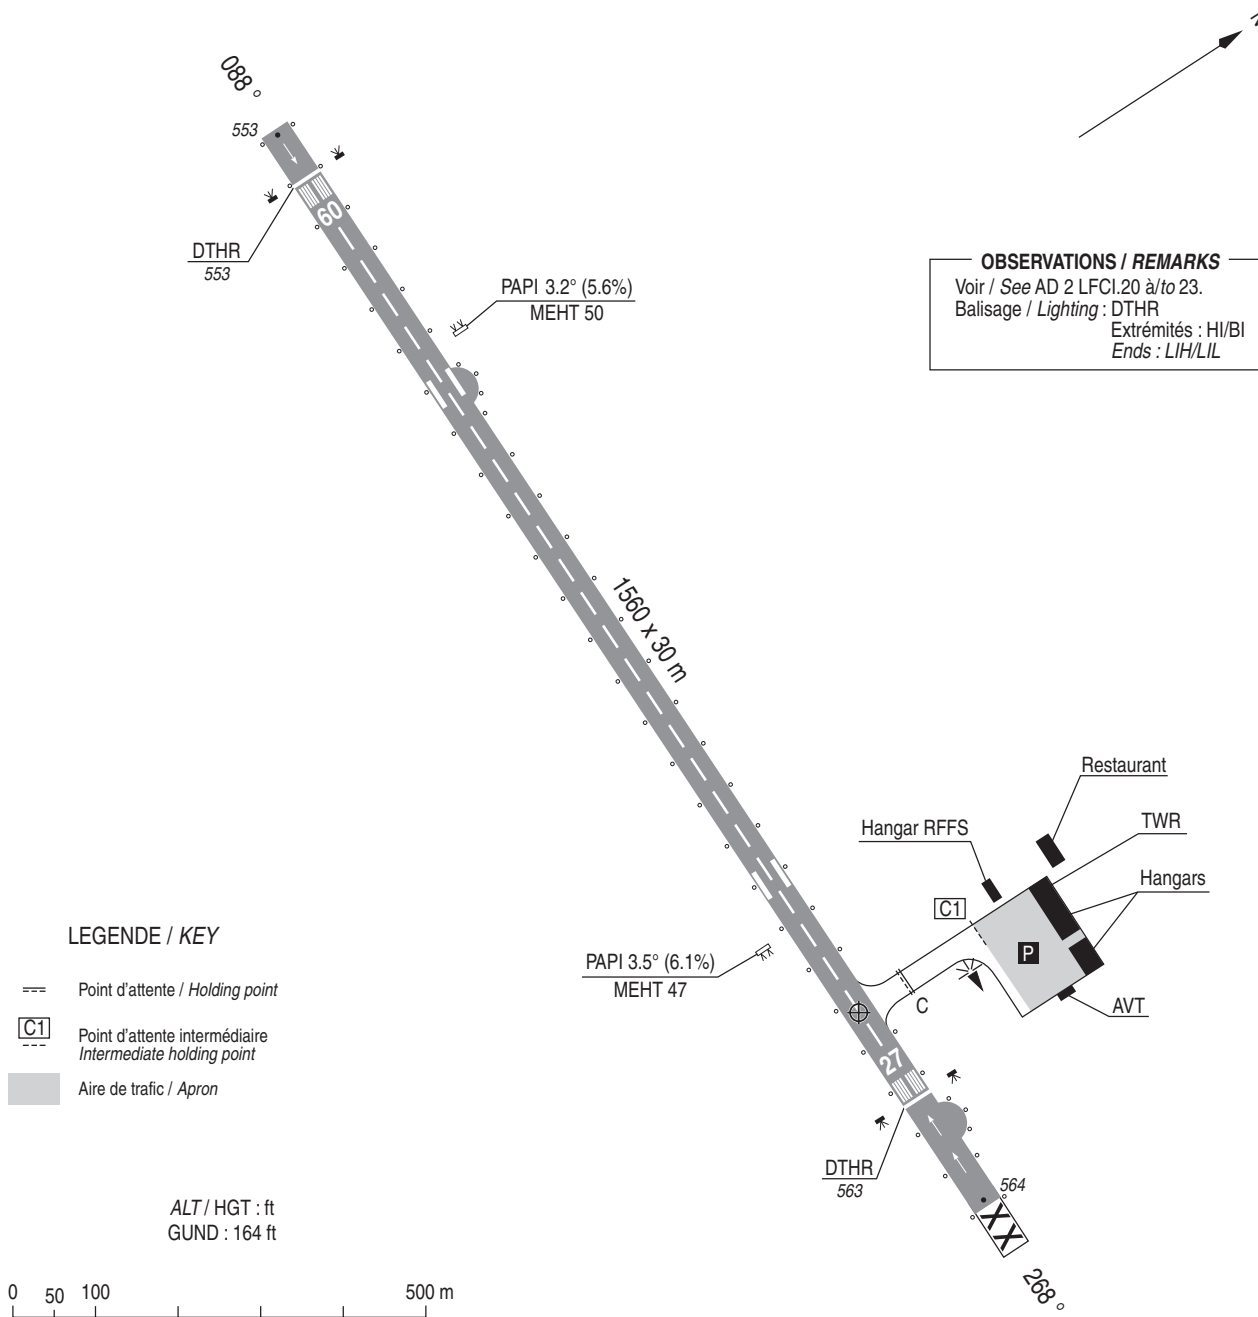 088 °
553
60
DTHR
553
PAPI 3.2° (5.6%)
MEHT 50
OBSERVATIONS / REMARKS
Voir / See AD 2 LFCI.20 à/to 23.
Balisage / Lighting : DTHR
Extrémités : HI/BI
Ends : LIH/LIL
1560 x 30 m
Restaurant
Hangar RFFS
TWR
Hangars
C1
P
AVT
C
PAPI 3.5° (6.1%)
MEHT 47
27
DTHR
563
564
XX
268 °
LEGENDE / KEY
Point d'attente / Holding point
C1
Point d'attente intermédiaire
Intermediate holding point
Aire de trafic / Apron
ALT / HGT : ft
GUND : 164 ft
0 50 100 500 m